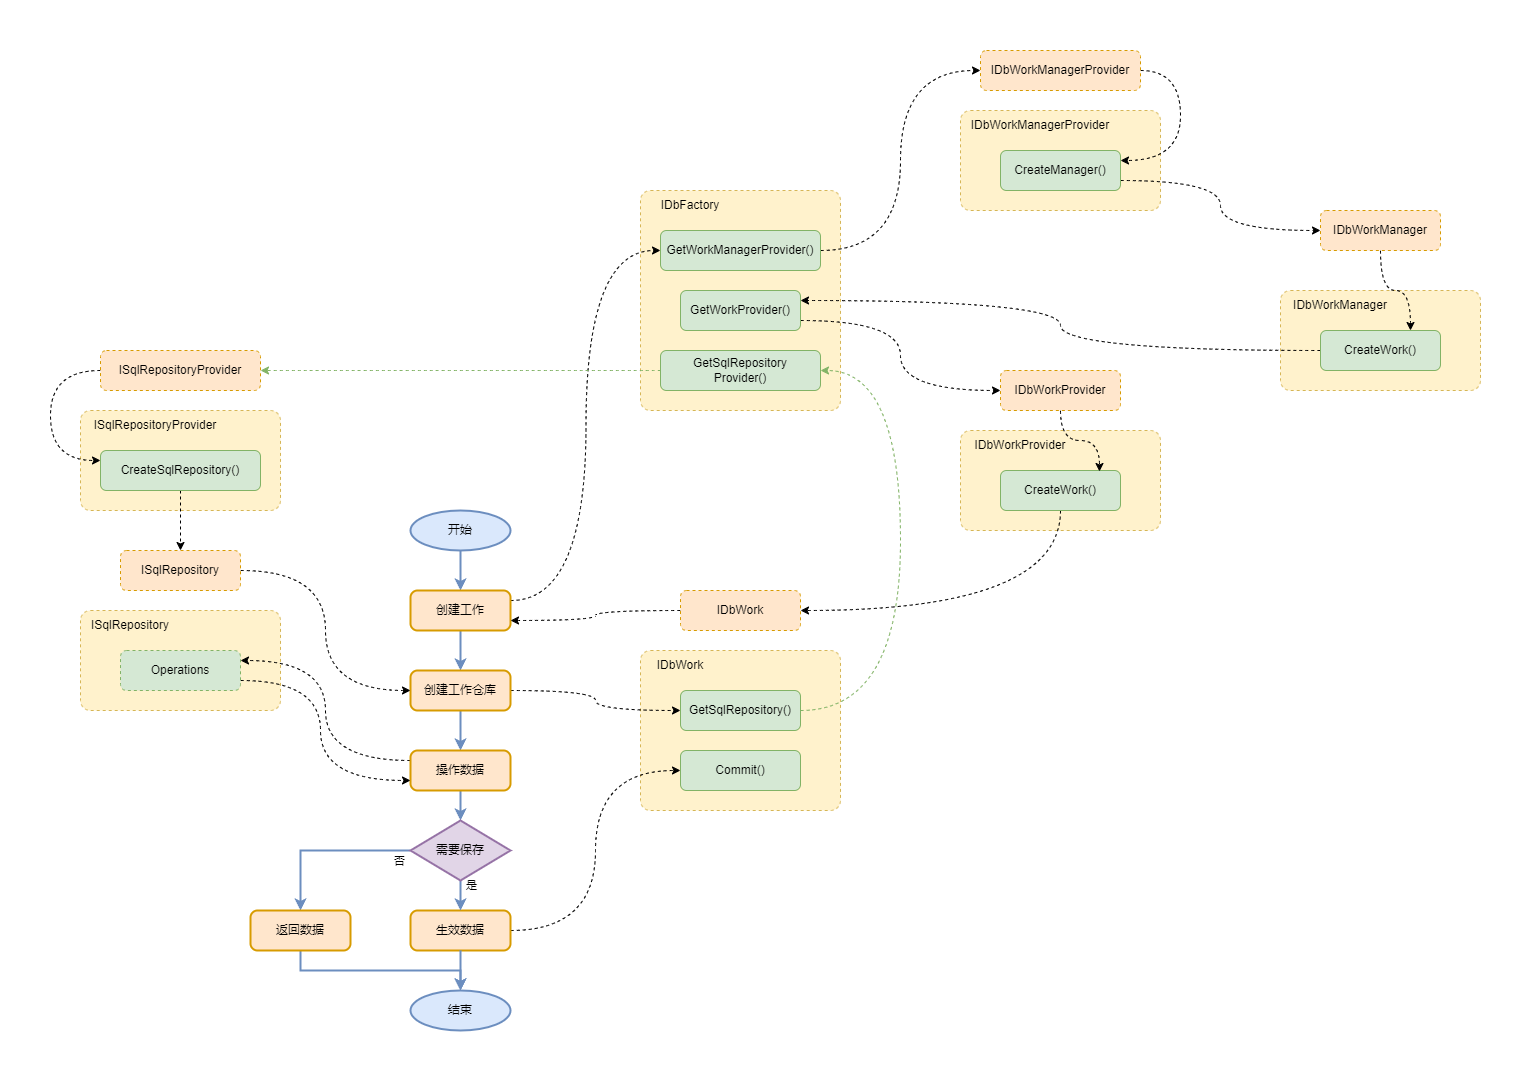 IDbWorkManagerProvider
IDbWorkManagerProvider
CreateManager()
IDbFactory
GetWorkManagerProvider()
IDbWorkManager
GetWorkProvider()
IDbWorkManager
CreateWork()
ISqlRepositoryProvider
GetSqlRepository
Provider()
IDbWorkProvider
ISqlRepositoryProvider
IDbWorkProvider
CreateSqlRepository()
CreateWork()
开始
ISqlRepository
创建工作
IDbWork
ISqlRepository
Operations
IDbWork
创建工作仓库
GetSqlRepository()
操作数据
Commit()
需要保存
否
是
返回数据
生效数据
结束